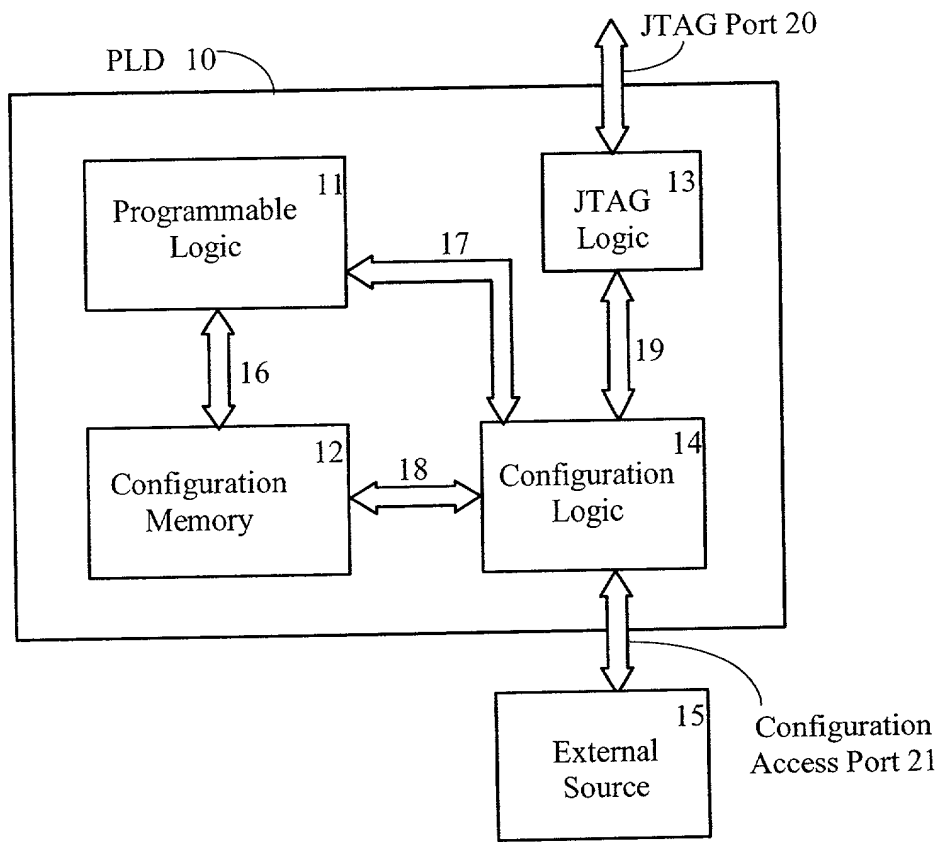 JTAG Port 20
PLD 10
11
Programmable
Logic
13
JTAG
Logic
17
16
19
12
Configuration
Memory
18
14
Configuration
Logic
15
External
Source
Configuration
Access Port 21